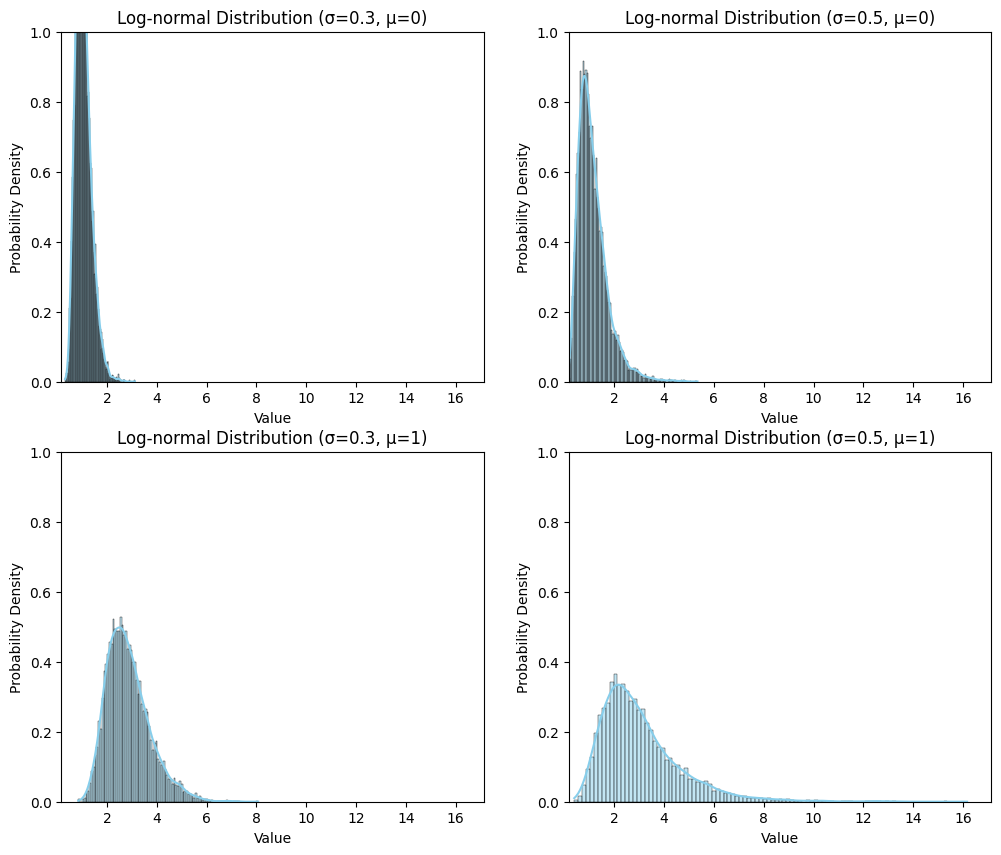 Log-normal Distribution (σ=0.3, μ=0)
1.0
0.8
0.6
0.4
0.2
0.0
Probability Density
2 4 6 8 10 12 14 16
Value
Log-normal Distribution (σ=0.5, μ=0)
1.0
0.8
0.6
0.4
0.2
0.0
Probability Density
2 4 6 8 10 12 14 16
Value
Log-normal Distribution (σ=0.3, μ=1)
1.0
0.8
0.6
0.4
0.2
0.0
Probability Density
2 4 6 8 10 12 14 16
Value
Log-normal Distribution (σ=0.5, μ=1)
1.0
0.8
0.6
0.4
0.2
0.0
Probability Density
2 4 6 8 10 12 14 16
Value